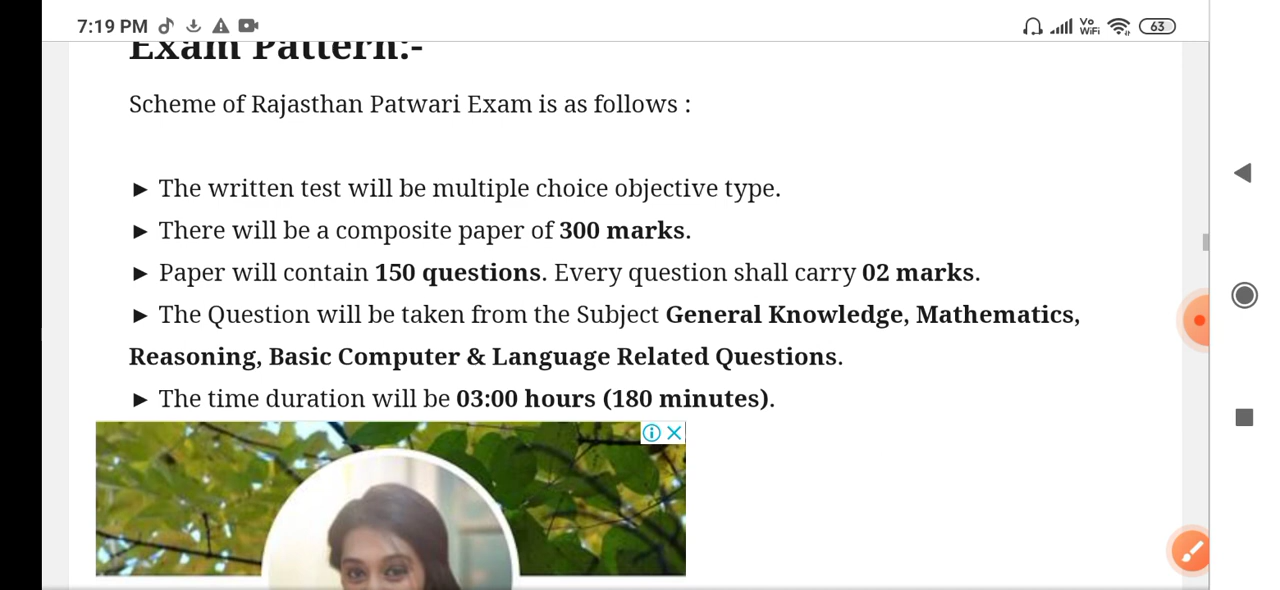 7:19 PM
Vo
WiFi
63
Exam Pattern:-
Scheme of Rajasthan Patwari Exam is as follows :
► The written test will be multiple choice objective type.
► There will be a composite paper of 300 marks.
► Paper will contain 150 questions. Every question shall carry 02 marks.
► The Question will be taken from the Subject General Knowledge, Mathematics,
Reasoning, Basic Computer & Language Related Questions.
► The time duration will be 03:00 hours (180 minutes).